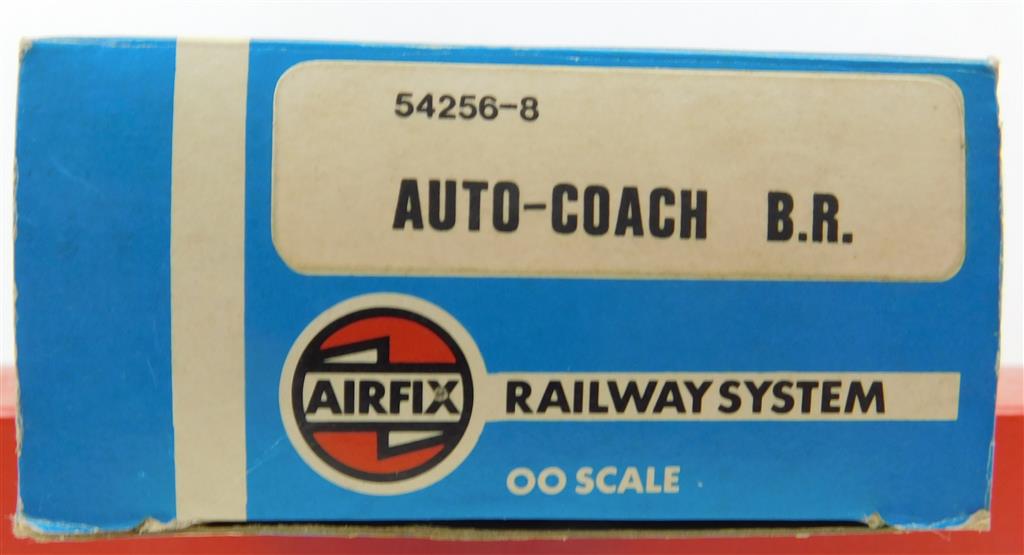 54256-8
AUTO-COACH B.R.
AIRFIX
RAILWAY SYSTEM
OO SCALE